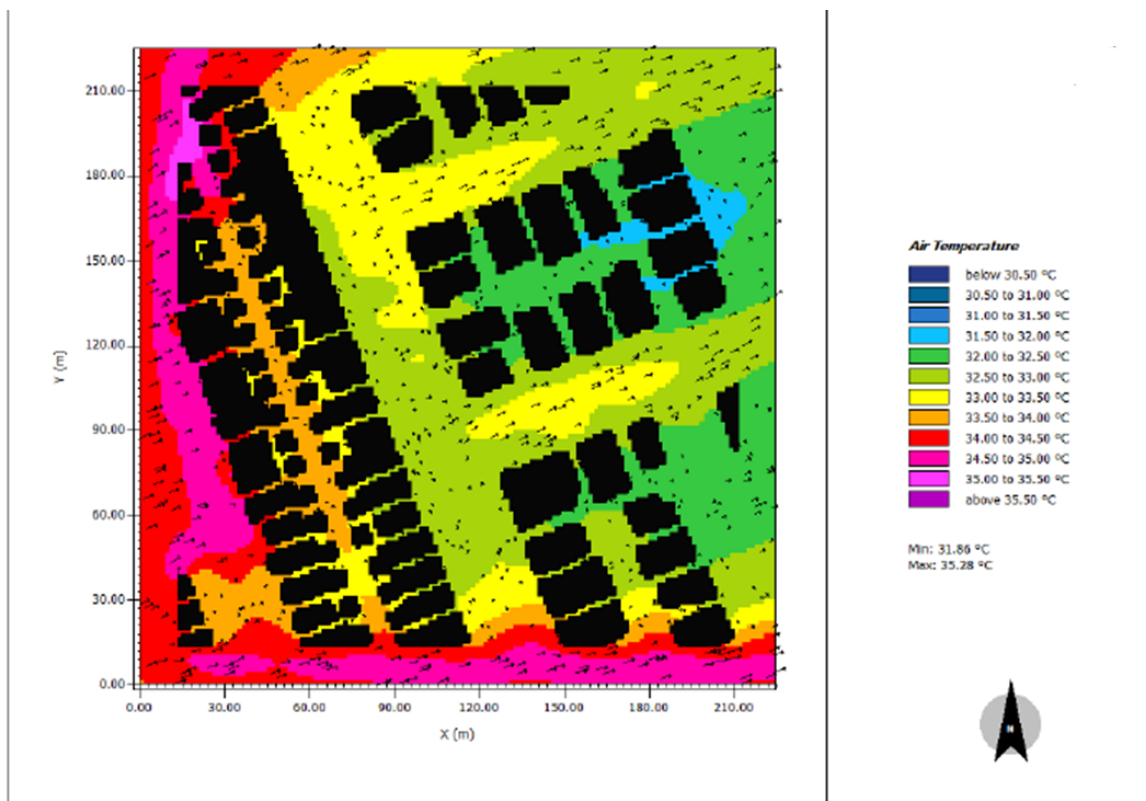 210.00
180.00
150.00
120.00
90.00
60.00
30.00
0.00
Y (m)
0.00 30.00 60.00 90.00 120.00 150.00 180.00 210.00
X (m)
Air Temperature
below 30.50 °C
30.50 to 31.00 °C
31.00 to 31.50 °C
31.50 to 32.00 °C
32.00 to 32.50 °C
32.50 to 33.00 °C
33.00 to 33.50 °C
33.50 to 34.00 °C
34.00 to 34.50 °C
34.50 to 35.00 °C
35.00 to 35.50 °C
above 35.50 °C
Min: 31.86 °C
Max: 35.28 °C
N